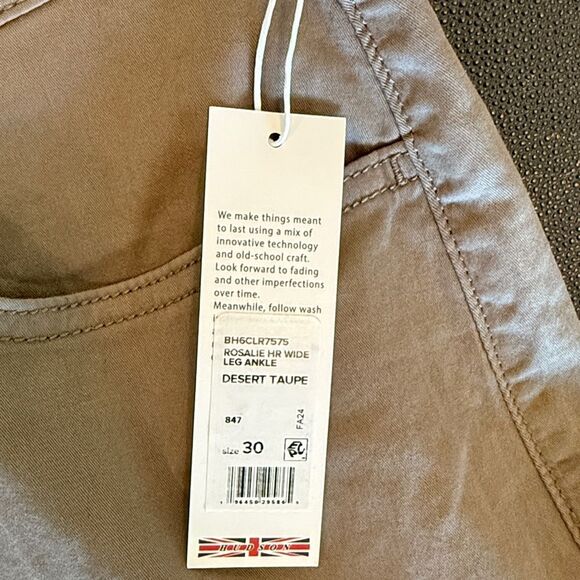 We make things meant
to last using a mix of
innovative technology
and old-school craft.
Look forward to fading
and other imperfections
over time.
Meanwhile, follow wash
BH6CLR7575
ROSALIE HR WIDE
LEG ANKLE
DESERT TAUPE
847
FA24
size 30
HUDSON